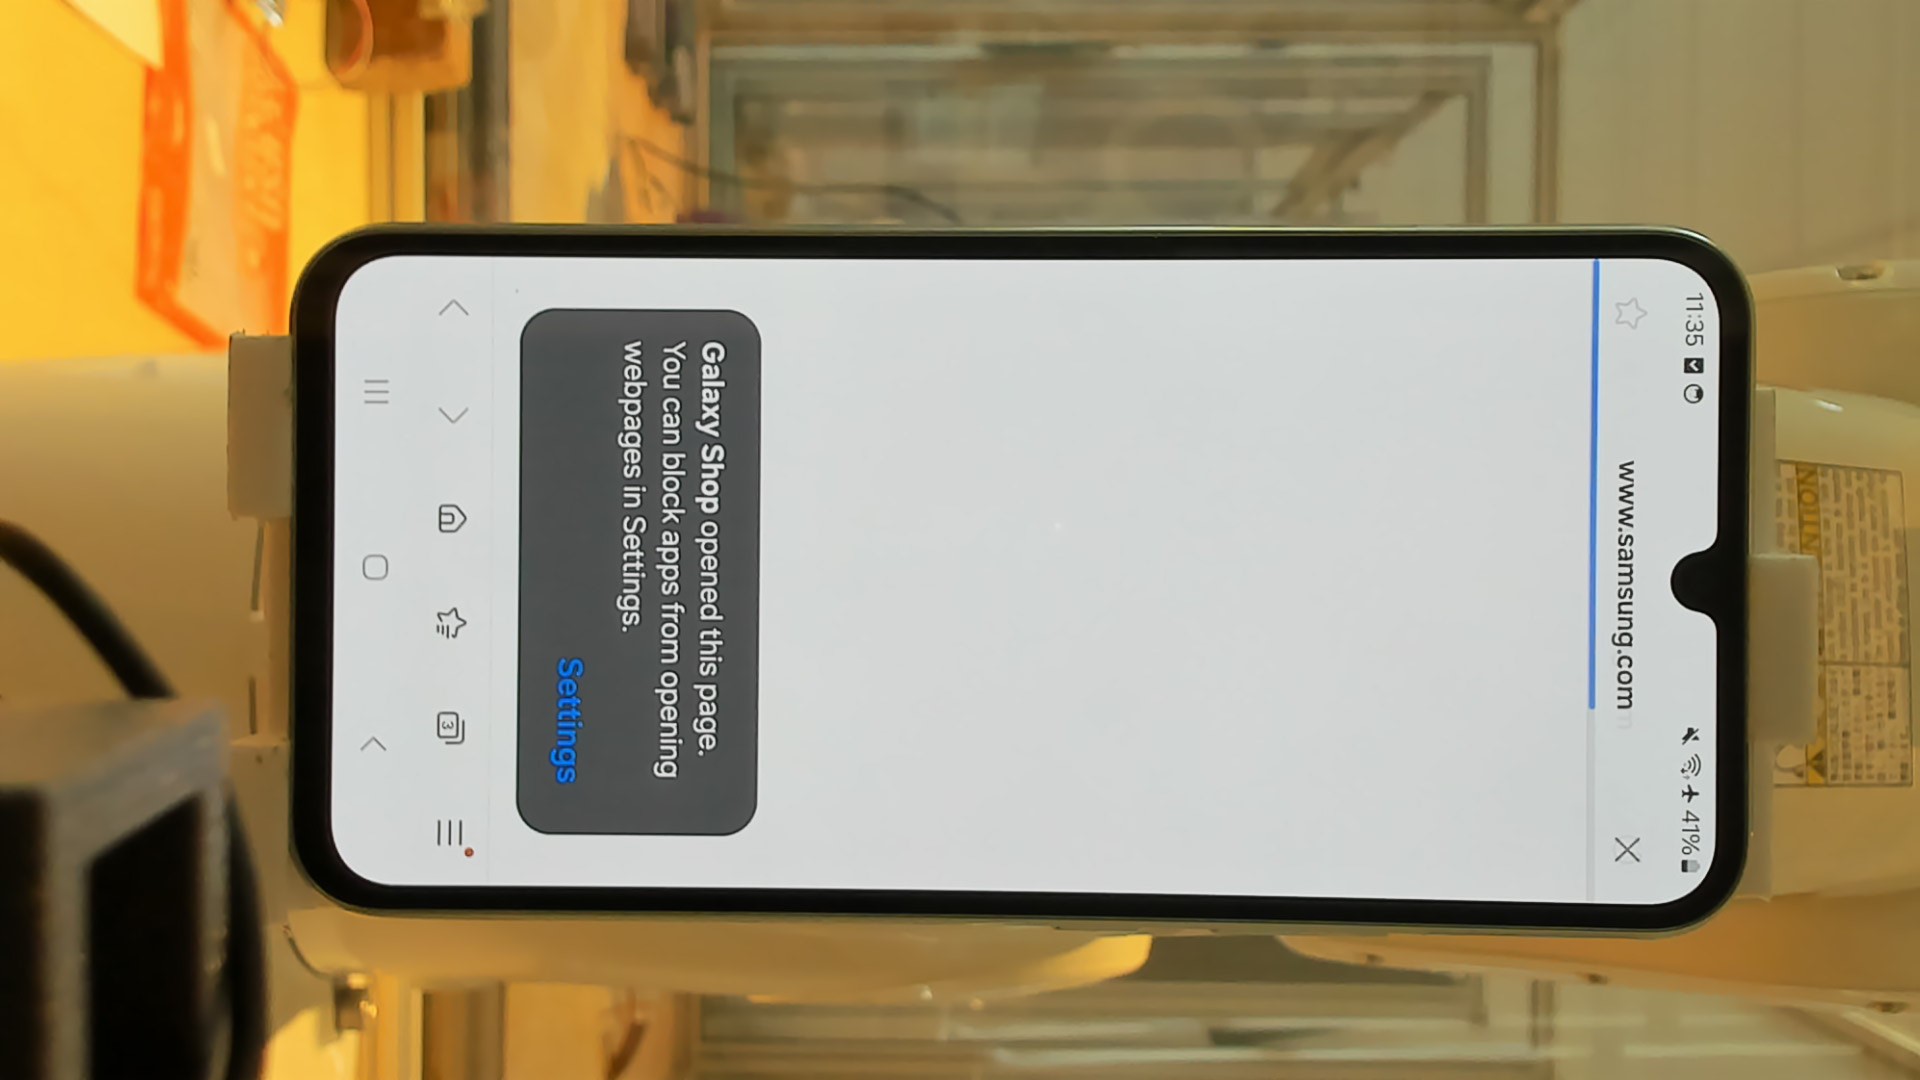 11:35
41%
www.samsung.com
Galaxy Shop opened this page.
You can block apps from opening
webpages in Settings.
Settings
3